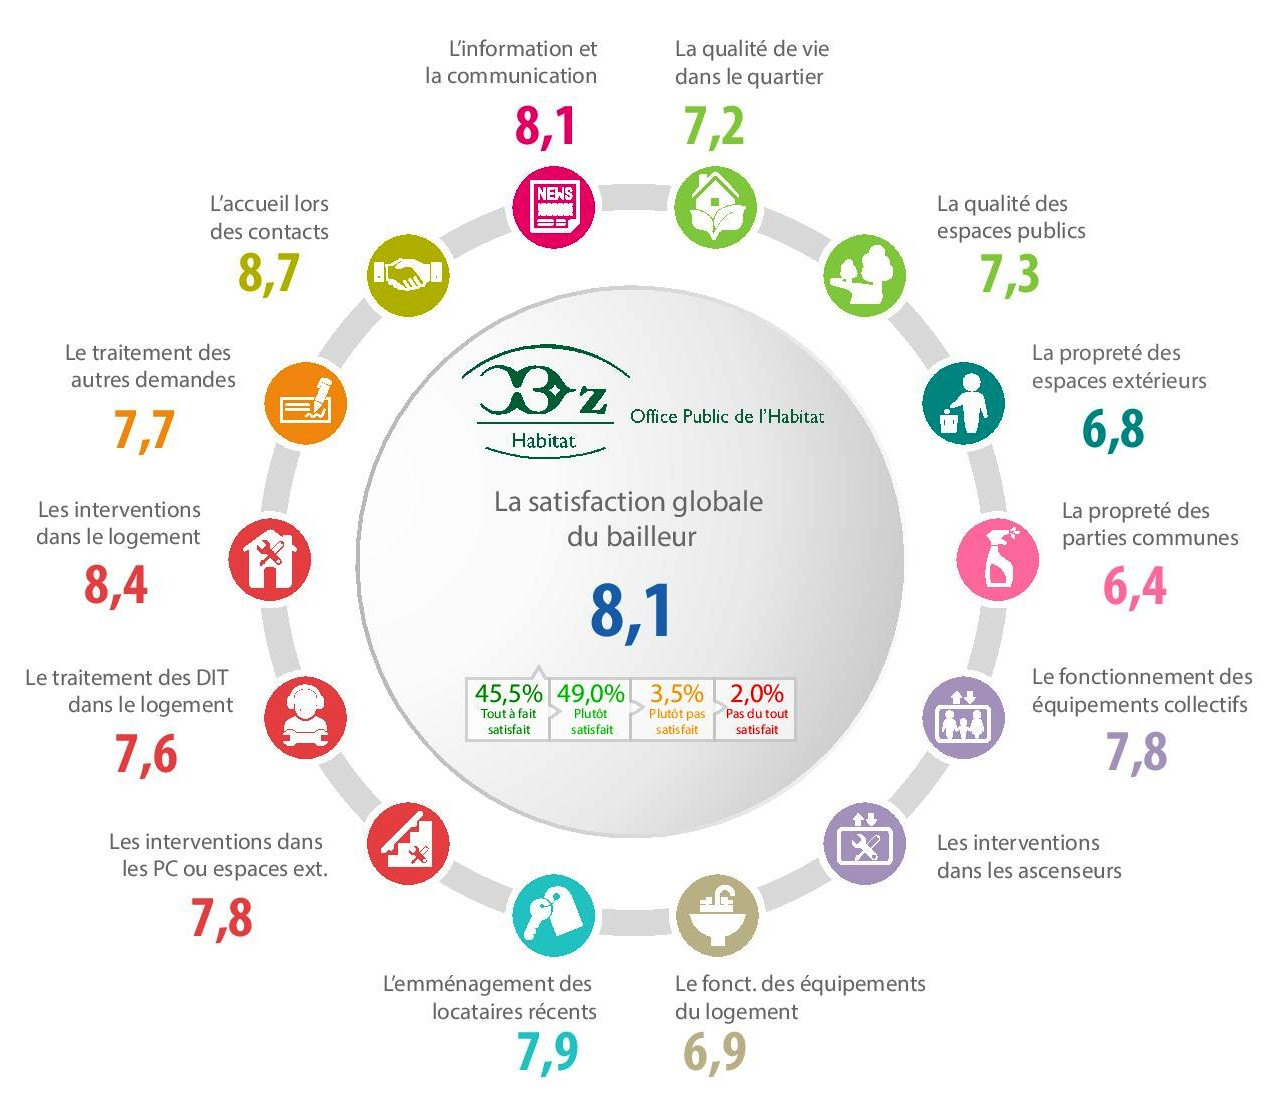 L'information et
la communication
8,1
La qualité de vie
dans le quartier
7,2
NEWS
L'accueil lors
des contacts
8,7
La qualité des
espaces publics
7,3
Le traitement des
autres demandes
7,7
La propreté des
espaces extérieurs
6,8
Z
Habitat
Office Public de l'Habitat
La satisfaction globale
du bailleur
8,1
45,5% 49,0% 3,5% 2,0%
Tout à fait Plutôt Plutôt pas Pas du tout
satisfait satisfait satisfait satisfait
Les interventions
dans le logement
8,4
La propreté des
parties communes
6,4
Le traitement des DIT
dans le logement
7,6
Le fonctionnement des
équipements collectifs
7,8
Les interventions dans
les PC ou espaces ext.
7,8
Les interventions
dans les ascenseurs
L'emménagement des
locataires récents
7,9
Le fonct. des équipements
du logement
6,9